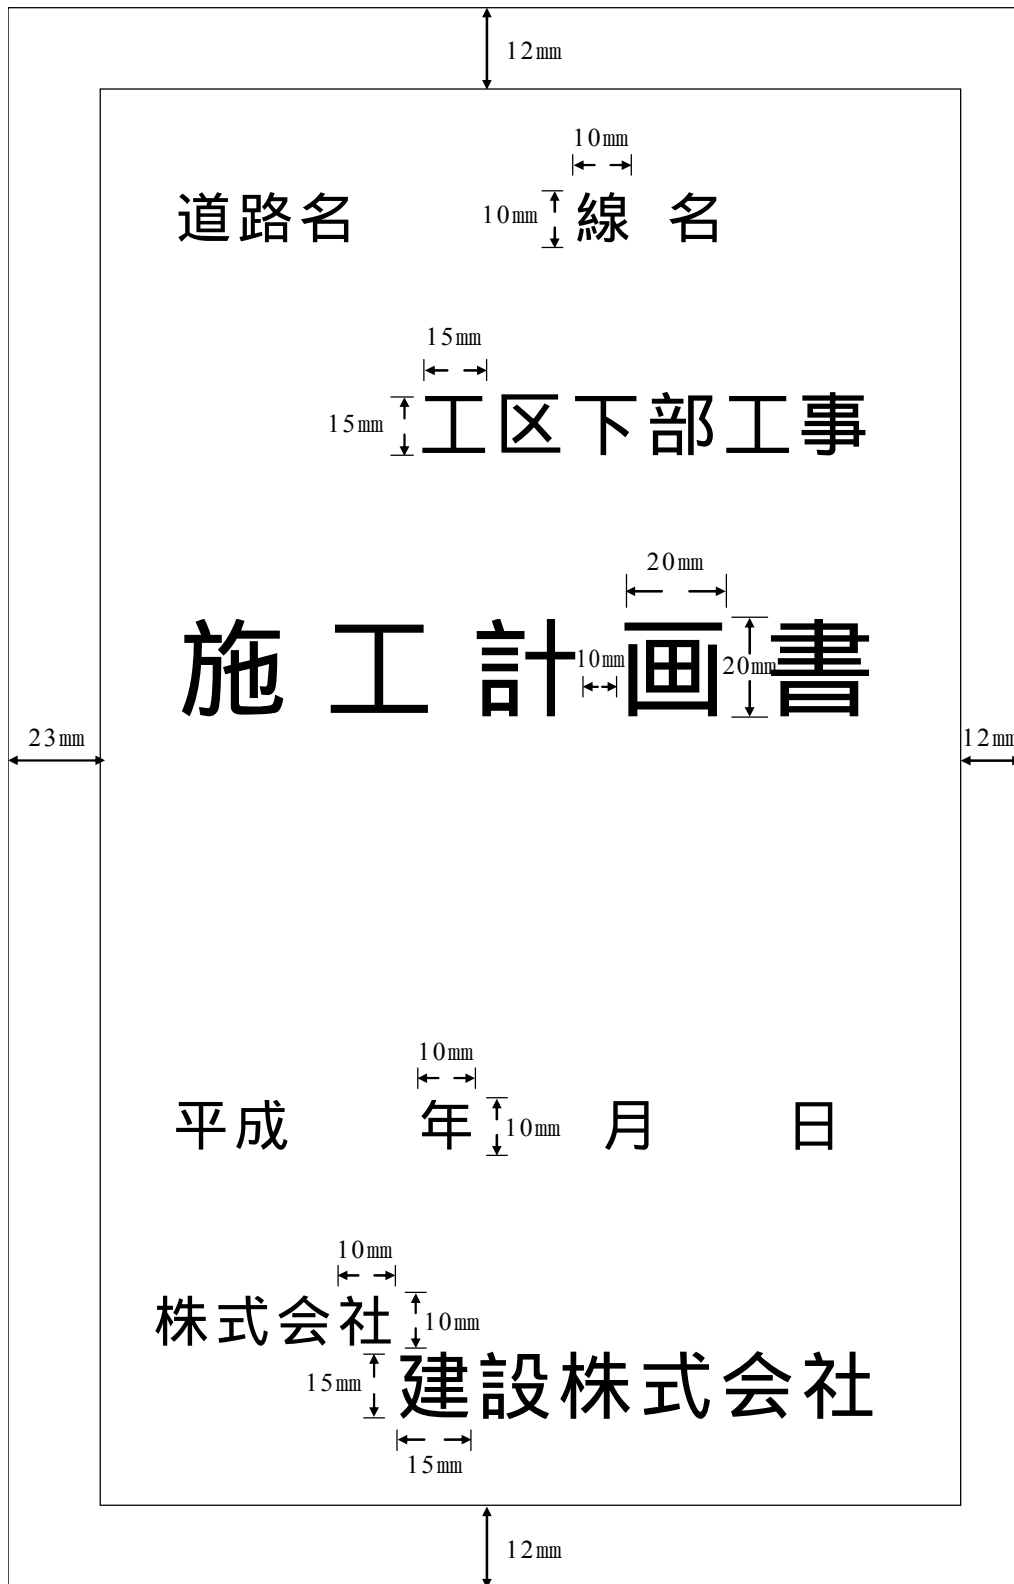 12㎜
10㎜
道路名 10㎜ 線 名
15㎜
15㎜ 工区下部工事
20㎜
施 工 計 10㎜ 画 20㎜ 書
23㎜ 12㎜
10㎜
平成 年 10㎜ 月 日
10㎜
株式会社 10㎜
15㎜ 建設株式会社
15㎜
12㎜